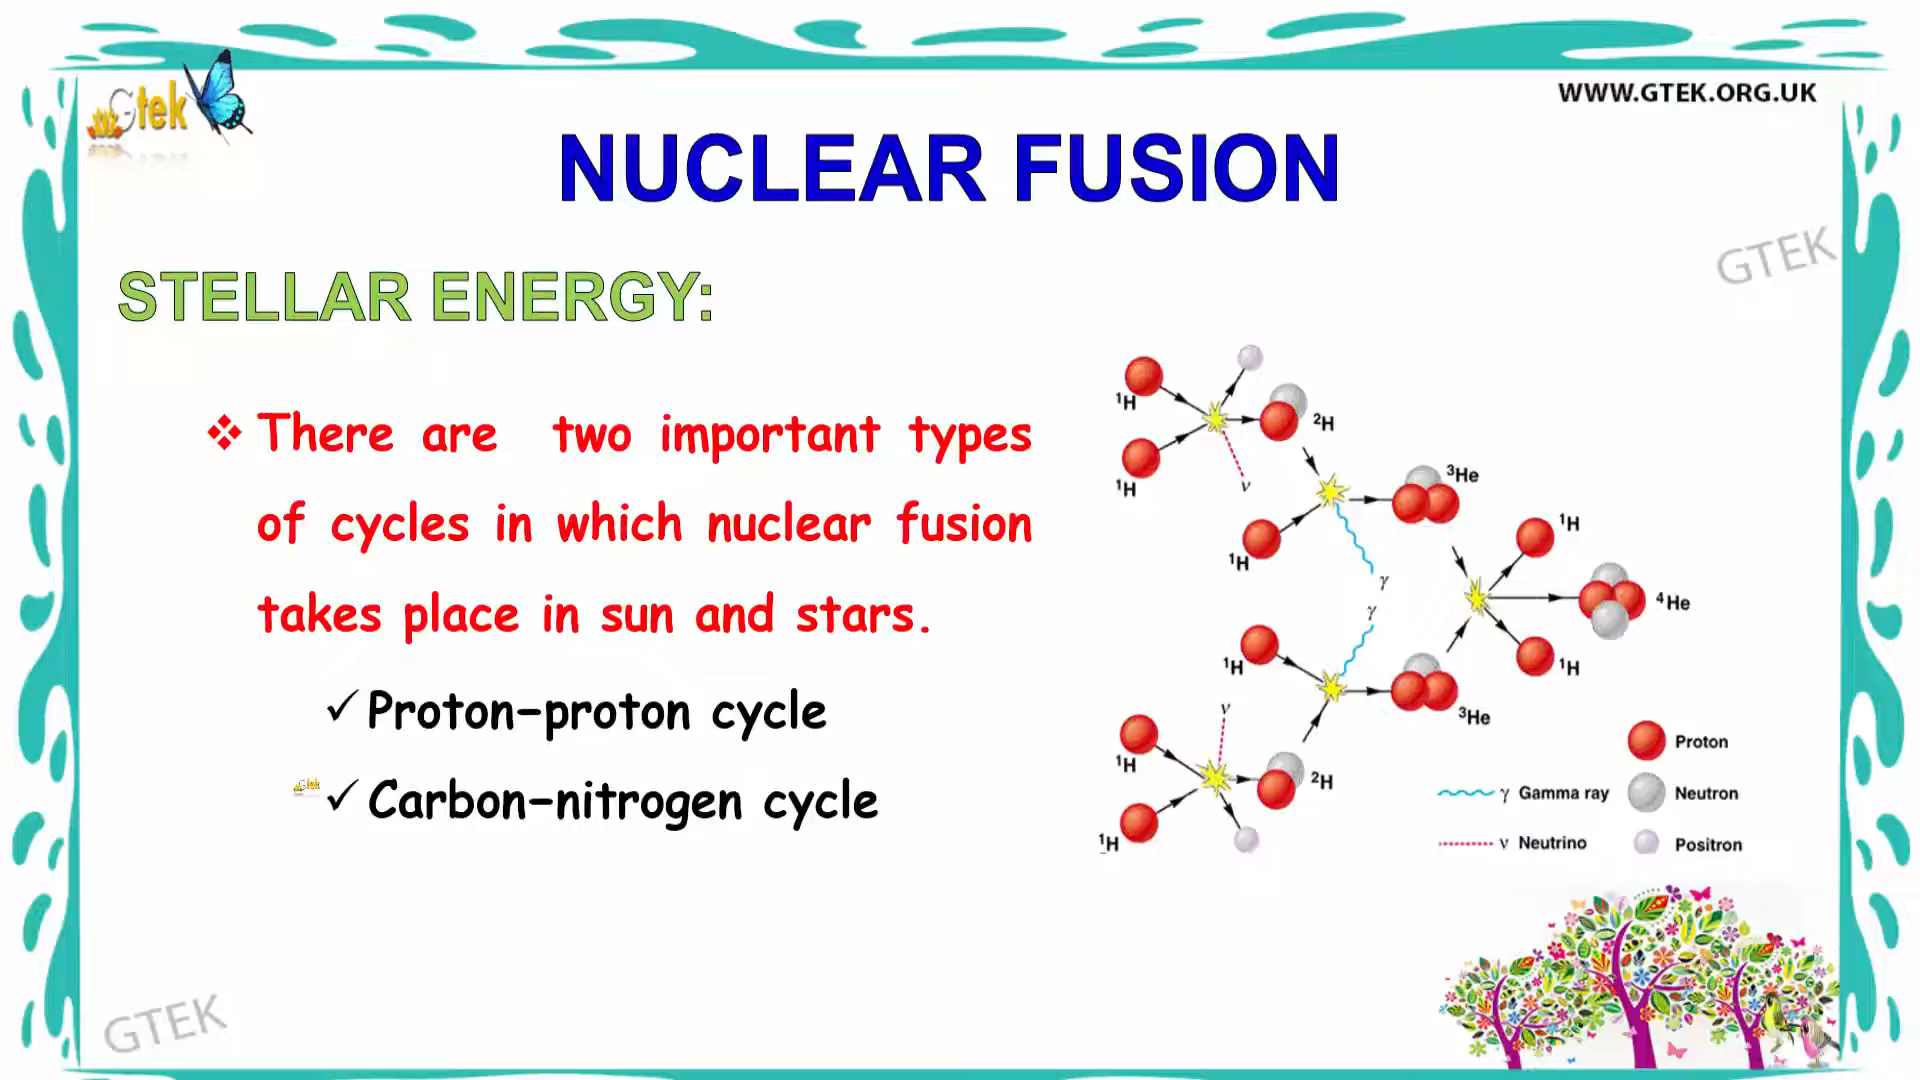 Gtek
WWW.GTEK.ORG.UK
NUCLEAR FUSION
GTEK
STELLAR ENERGY:
❖ There are two important types
of cycles in which nuclear fusion
takes place in sun and stars.
✓ Proton–proton cycle
Gtek
✓ Carbon–nitrogen cycle
¹H
²H
¹H
ν
³He
¹H
γ
¹H
⁴He
γ
¹H
¹H
³He
ν
¹H
²H
¹H
Proton
γ Gamma ray
Neutron
ν Neutrino
Positron
GTEK